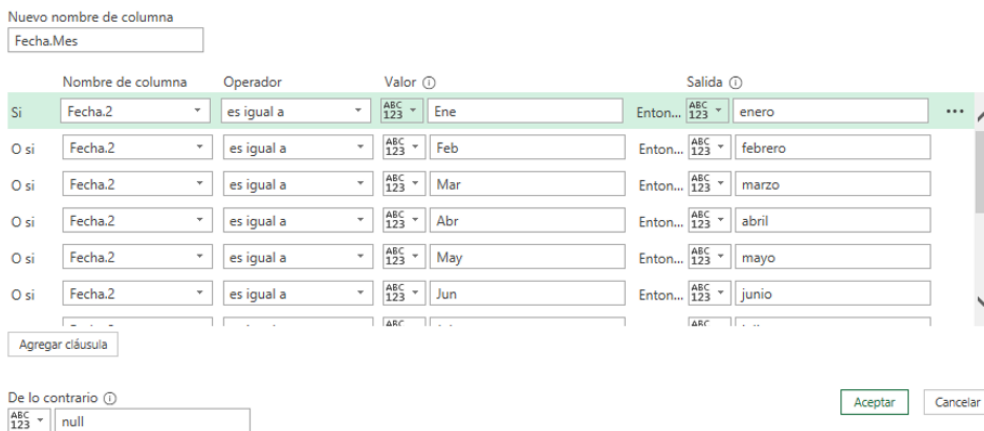 Nuevo nombre de columna
Fecha.Mes
Nombre de columna Operador Valor Salida
Si Fecha.2 es igual a ABC 123 Ene Enton... ABC 123 enero ...
O si Fecha.2 es igual a ABC 123 Feb Enton... ABC 123 febrero
O si Fecha.2 es igual a ABC 123 Mar Enton... ABC 123 marzo
O si Fecha.2 es igual a ABC 123 Abr Enton... ABC 123 abril
O si Fecha.2 es igual a ABC 123 May Enton... ABC 123 mayo
O si Fecha.2 es igual a ABC 123 Jun Enton... ABC 123 junio
ABC ABC
Agregar cláusula
De lo contrario
ABC 123 null
Aceptar Cancelar